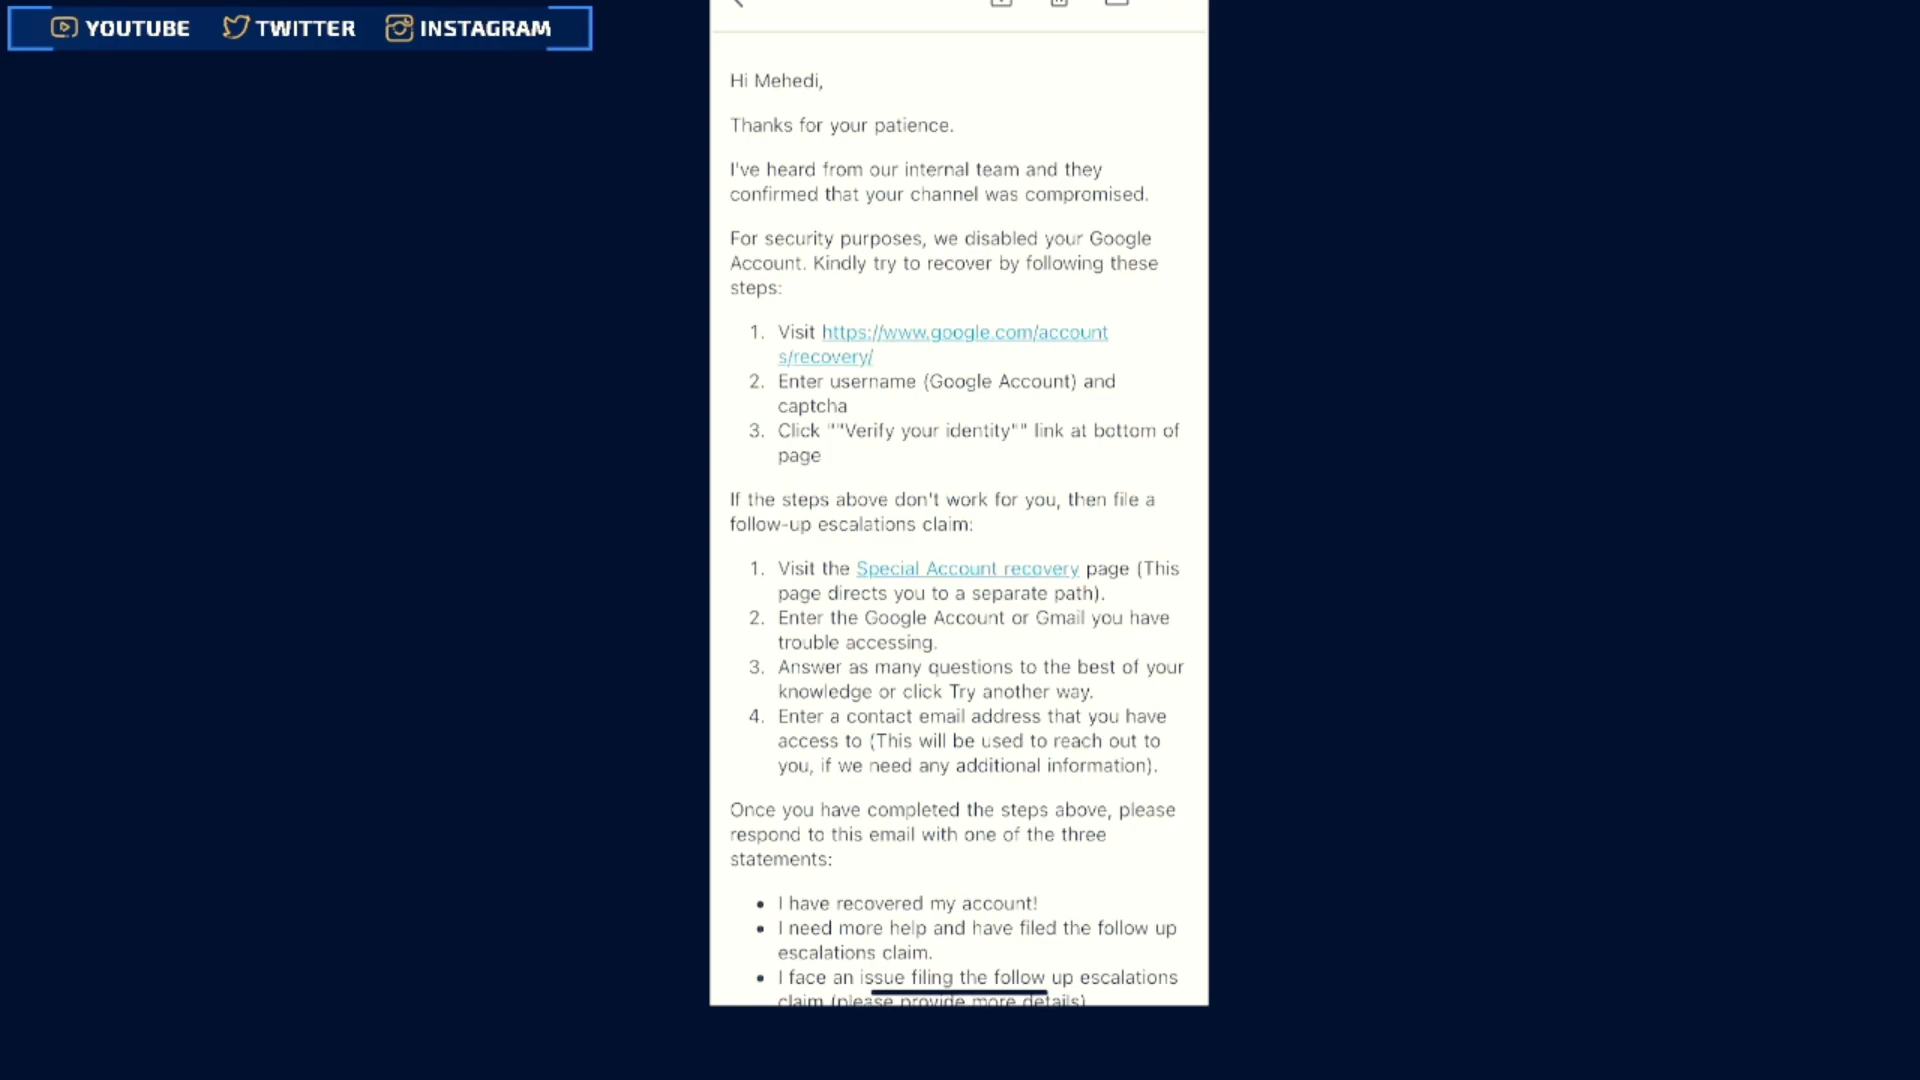 YOUTUBE TWITTER INSTAGRAM
Hi Mehedi,
Thanks for your patience.
I've heard from our internal team and they
confirmed that your channel was compromised.
For security purposes, we disabled your Google
Account. Kindly try to recover by following these
steps:
1. Visit https://www.google.com/account
s/recovery/
2. Enter username (Google Account) and
captcha
3. Click ""Verify your identity"" link at bottom of
page
If the steps above don't work for you, then file a
follow-up escalations claim:
1. Visit the Special Account recovery page (This
page directs you to a separate path).
2. Enter the Google Account or Gmail you have
trouble accessing.
3. Answer as many questions to the best of your
knowledge or click Try another way.
4. Enter a contact email address that you have
access to (This will be used to reach out to
you, if we need any additional information).
Once you have completed the steps above, please
respond to this email with one of the three
statements:
• I have recovered my account!
• I need more help and have filed the follow up
escalations claim.
• I face an issue filing the follow up escalations
claim (please provide more details)